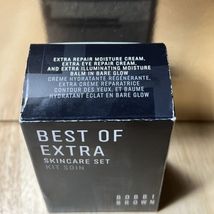 EXTRA REPAIR MOISTURE CREAM,
EXTRA EYE REPAIR CREAM,
AND EXTRA ILLUMINATING MOISTURE
BALM IN BARE GLOW
CRÈME HYDRATANTE RÉGÉNÉRANTE,
EXTRA CRÈME RÉPARATRICE
CONTOUR DES YEUX, ET BAUME
HYDRATANT ÉCLAT EN BARE GLOW
BEST OF
EXTRA
SKINCARE SET
KIT SOIN
BOBBI
BROWN